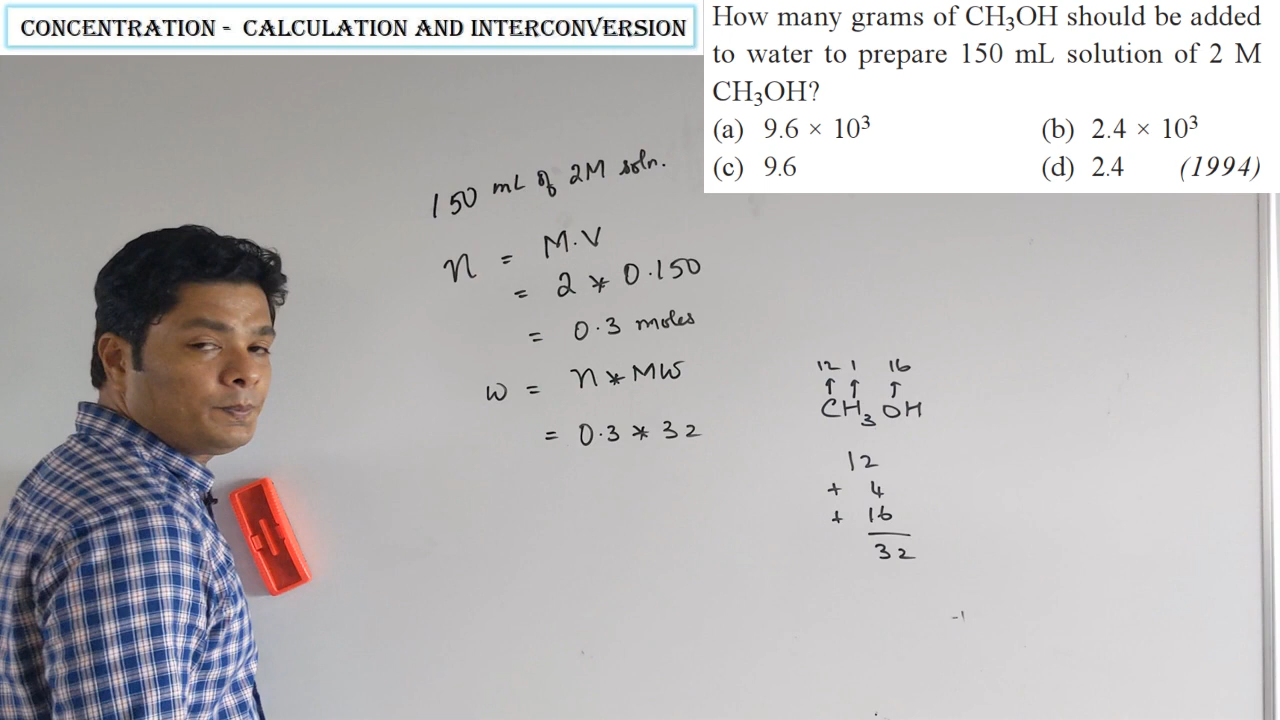 CONCENTRATION - CALCULATION AND INTERCONVERSION
How many grams of CH₃OH should be added
to water to prepare 150 mL solution of 2 M
CH₃OH?
(a) 9.6 × 10³ (b) 2.4 × 10³
(c) 9.6 (d) 2.4 (1994)
150 mL of 2M soln.
n = M.V
= 2 * 0.150
= 0.3 moles
w = n * MW
= 0.3 * 32
12 1 16
↑ ↑ ↑
CH₃OH
12
+ 4
+ 16
32
-1